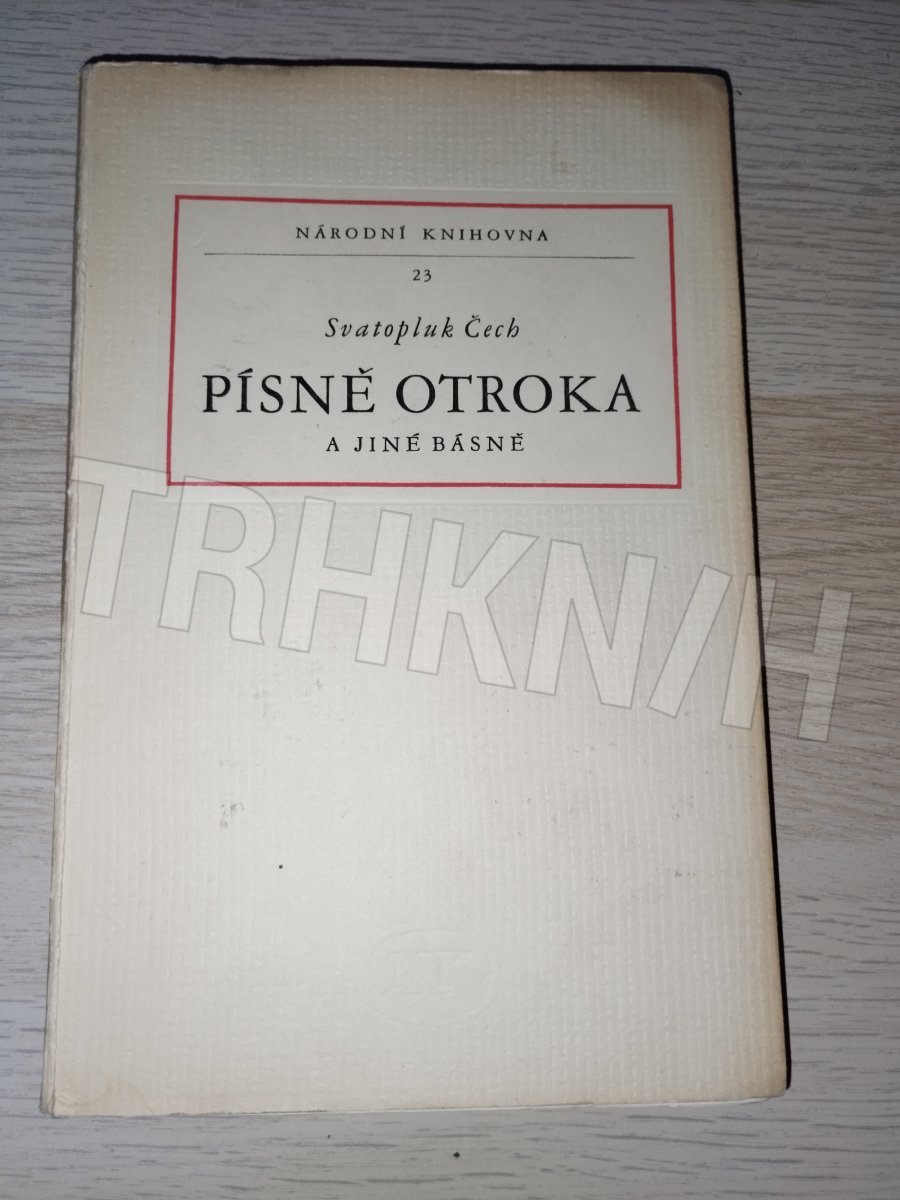 NÁRODNÍ KNIHOVNA
23
Svatopluk Čech
PÍSNĚ OTROKA
A JINÉ BÁSNĚ
TRHKNIH